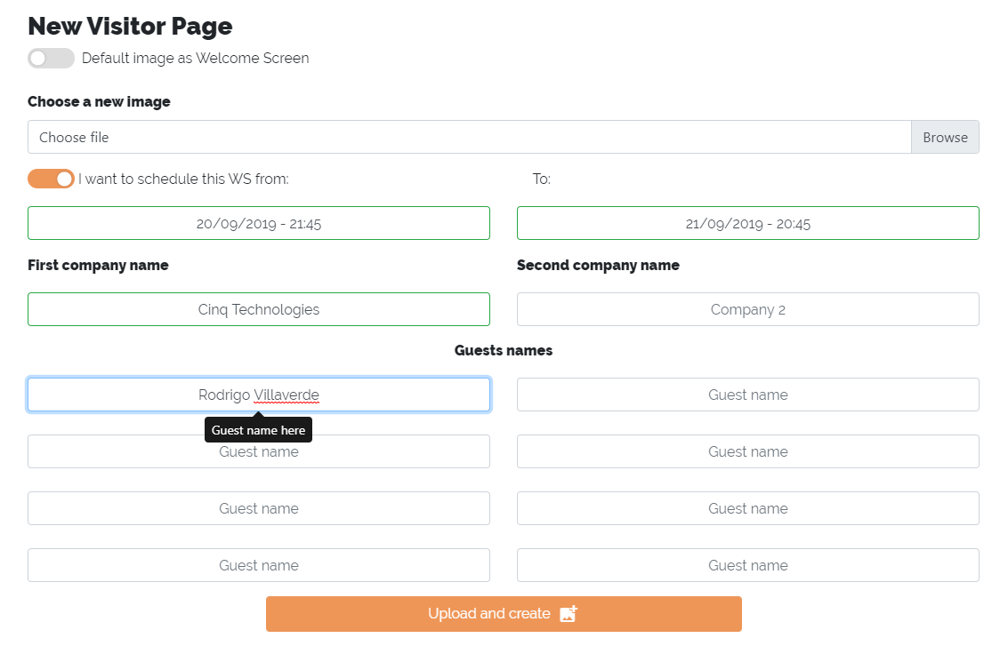 New Visitor Page
Default image as Welcome Screen
Choose a new image
Choose file Browse
I want to schedule this WS from: To:
20/09/2019 - 21:45 21/09/2019 - 20:45
First company name Second company name
Cinq Technologies Company 2
Guests names
Rodrigo Villaverde Guest name
Guest name here
Guest name Guest name
Guest name Guest name
Guest name Guest name
Upload and create